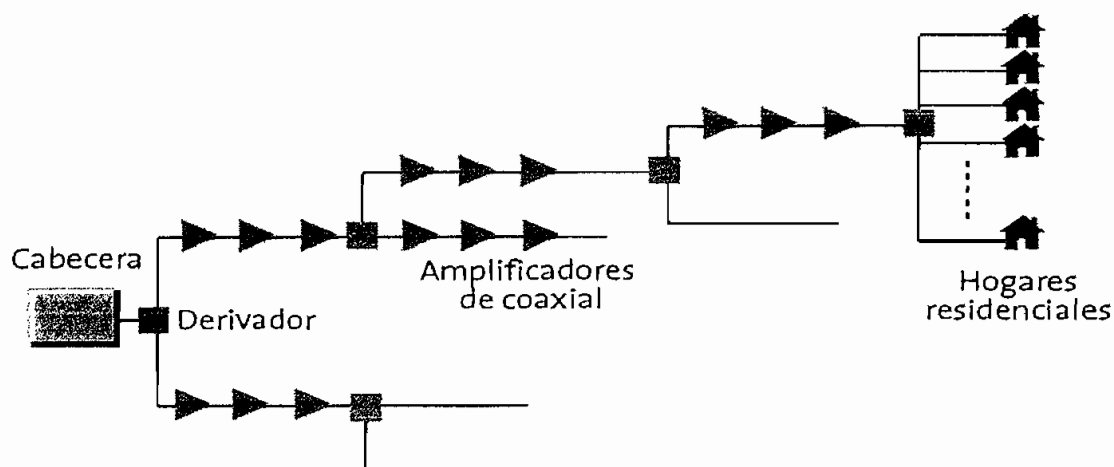 Cabecera
Derivador
Amplificadores
de coaxial
Hogares
residenciales